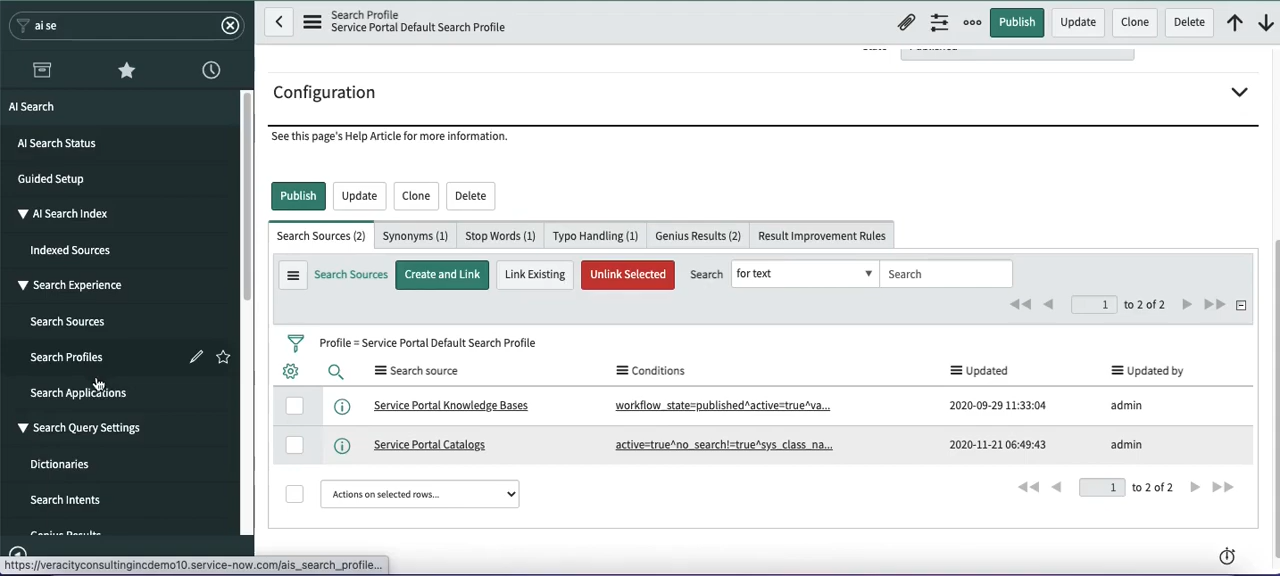 ai se
Search Profile
Service Portal Default Search Profile
Publish
Update
Clone
Delete
AI Search
AI Search Status
Guided Setup
AI Search Index
Indexed Sources
Search Experience
Search Sources
Search Profiles
Search Applications
Search Query Settings
Dictionaries
Search Intents
Genius Results
https://veracityconsultingincdemo10.service-now.com/ais_search_profile...
State Published
Configuration
See this page's Help Article for more information.
Publish Update Clone Delete
Search Sources (2) Synonyms (1) Stop Words (1) Typo Handling (1) Genius Results (2) Result Improvement Rules
Search Sources Create and Link Link Existing Unlink Selected Search for text Search
1 to 2 of 2
Profile = Service Portal Default Search Profile
Search source Conditions Updated Updated by
Service Portal Knowledge Bases workflow_state=published^active=true^va... 2020-09-29 11:33:04 admin
Service Portal Catalogs active=true^no_search!=true^sys_class_na... 2020-11-21 06:49:43 admin
Actions on selected rows... 1 to 2 of 2